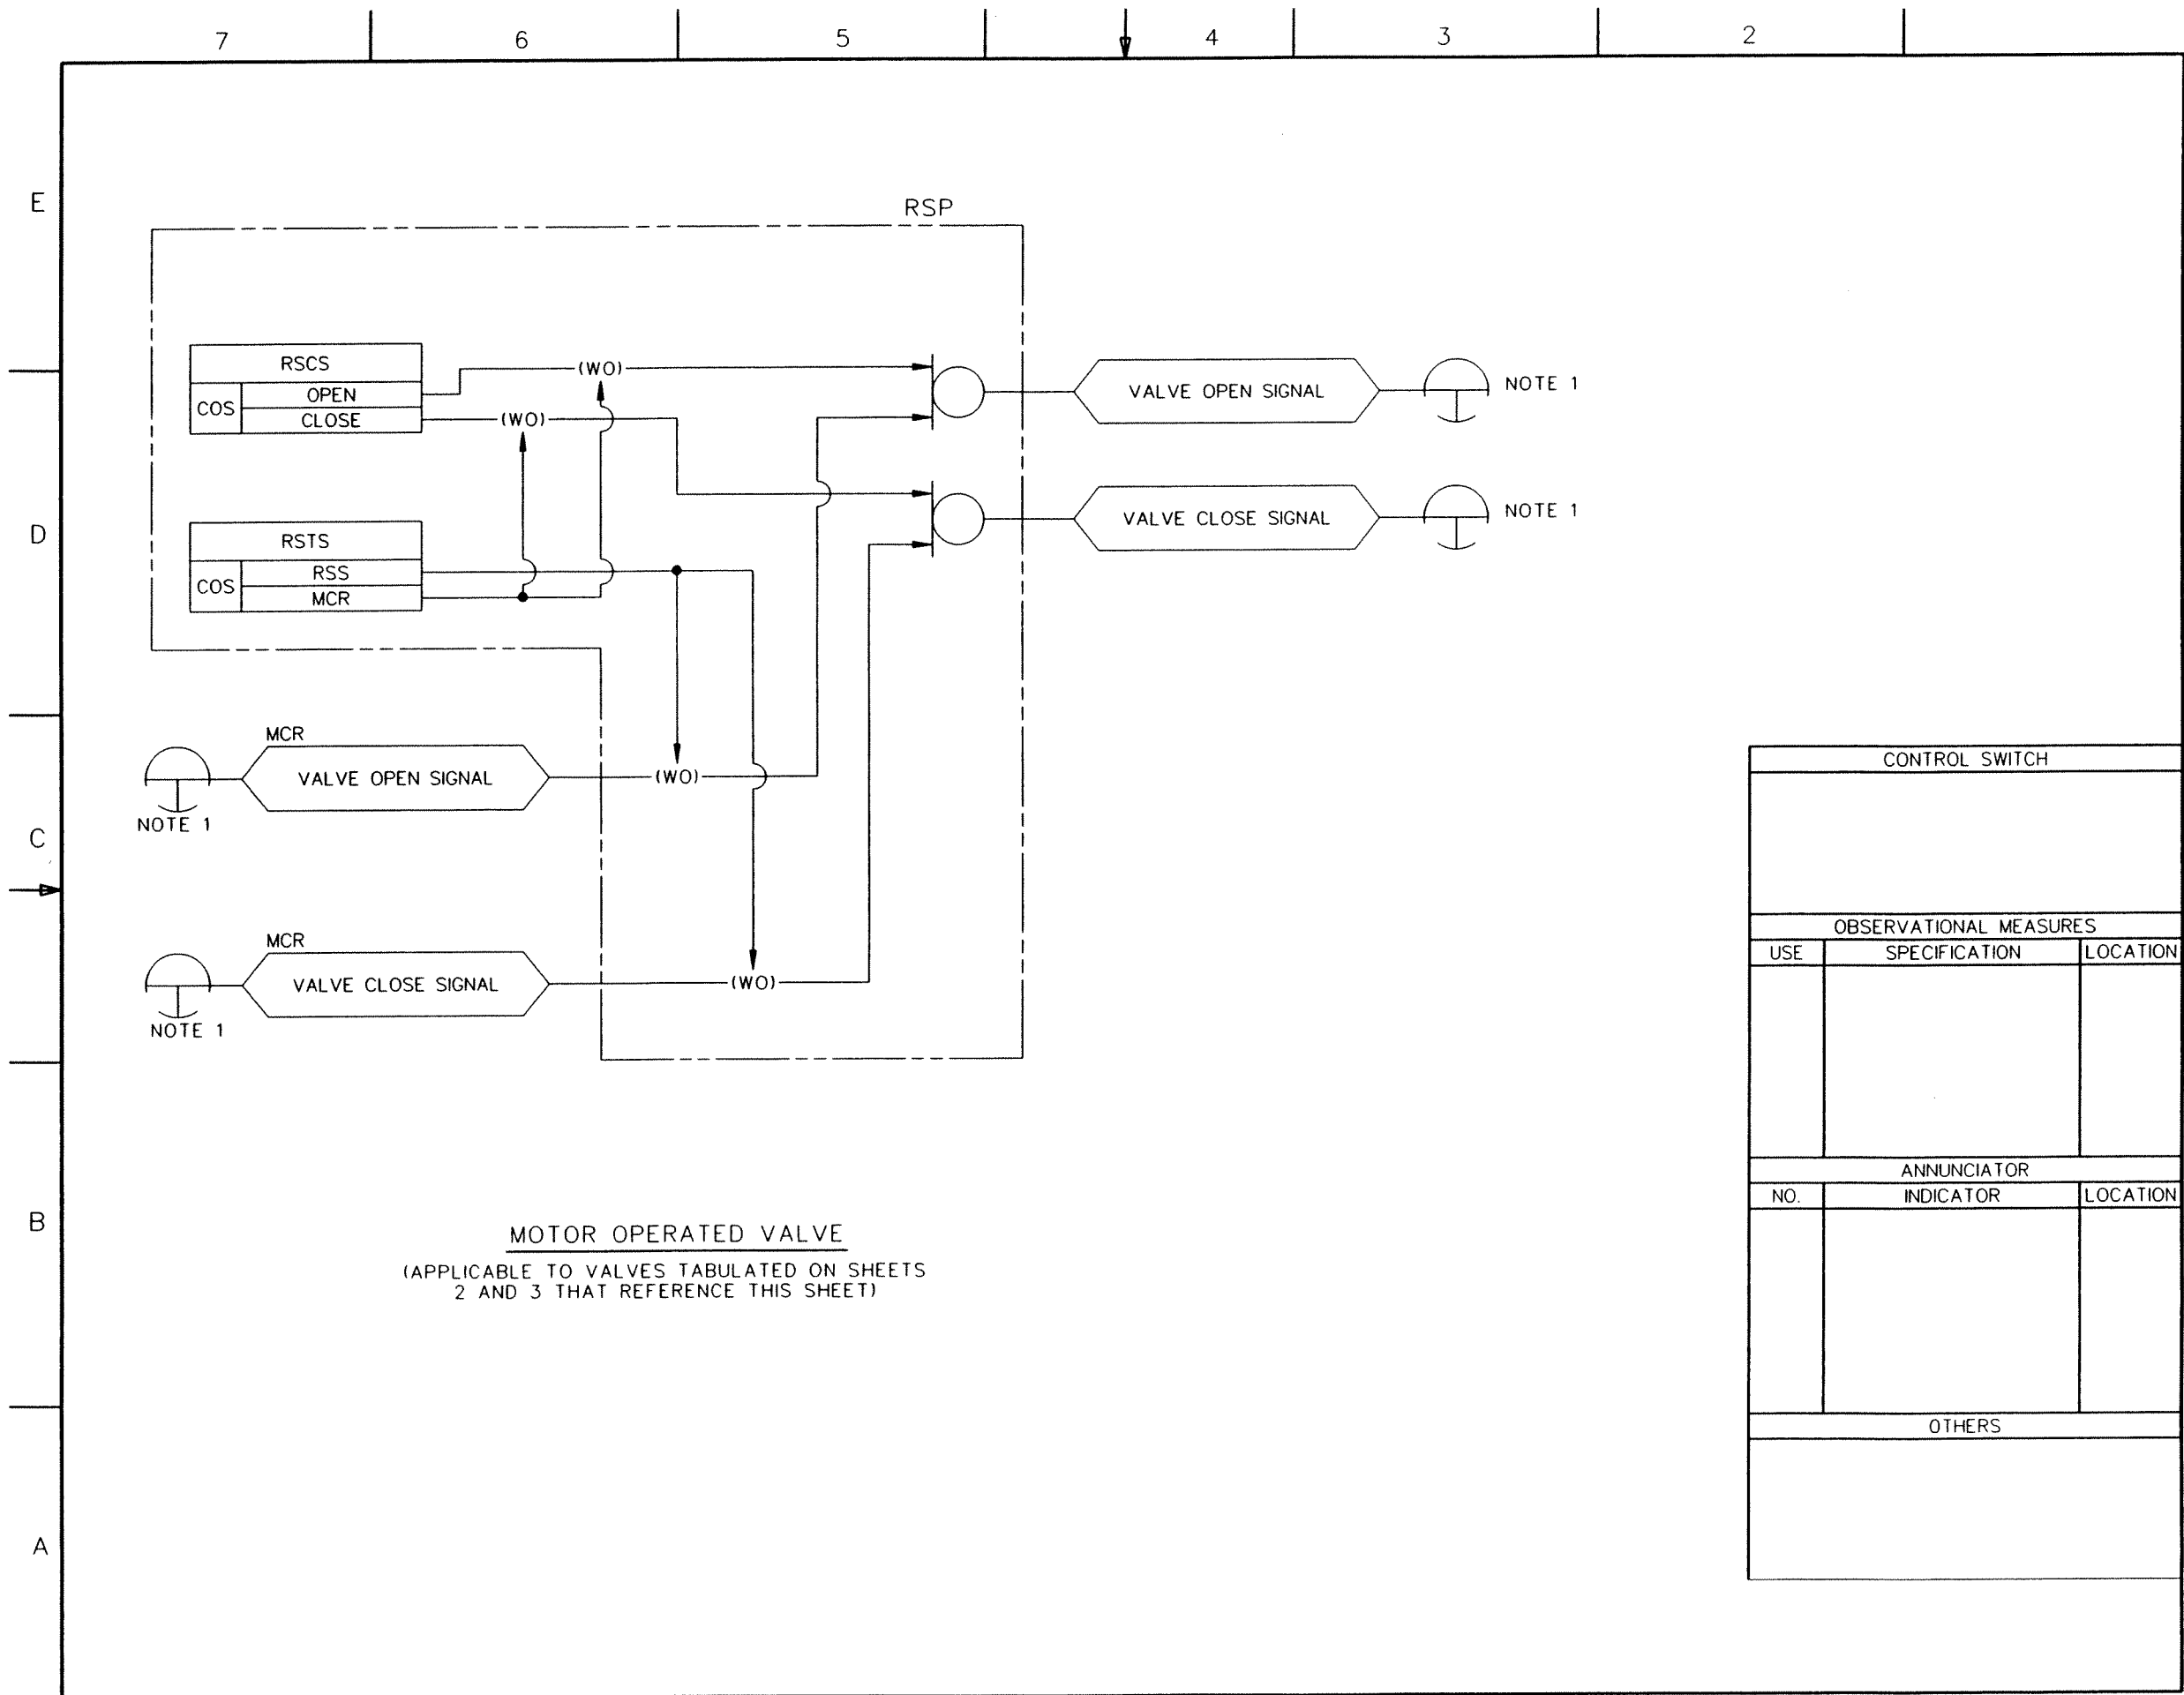 7 6 5 4 3 2
E
RSP
RSCS
COS OPEN
CLOSE
(WO)
(WO)
VALVE OPEN SIGNAL
NOTE 1
D
RSTS
COS RSS
MCR
VALVE CLOSE SIGNAL
NOTE 1
MCR
VALVE OPEN SIGNAL
(WO)
NOTE 1
C
MCR
VALVE CLOSE SIGNAL
(WO)
NOTE 1
CONTROL SWITCH
OBSERVATIONAL MEASURES
USE SPECIFICATION LOCATION
ANNUNCIATOR
NO. INDICATOR LOCATION
OTHERS
B
MOTOR OPERATED VALVE
(APPLICABLE TO VALVES TABULATED ON SHEETS
2 AND 3 THAT REFERENCE THIS SHEET)
A